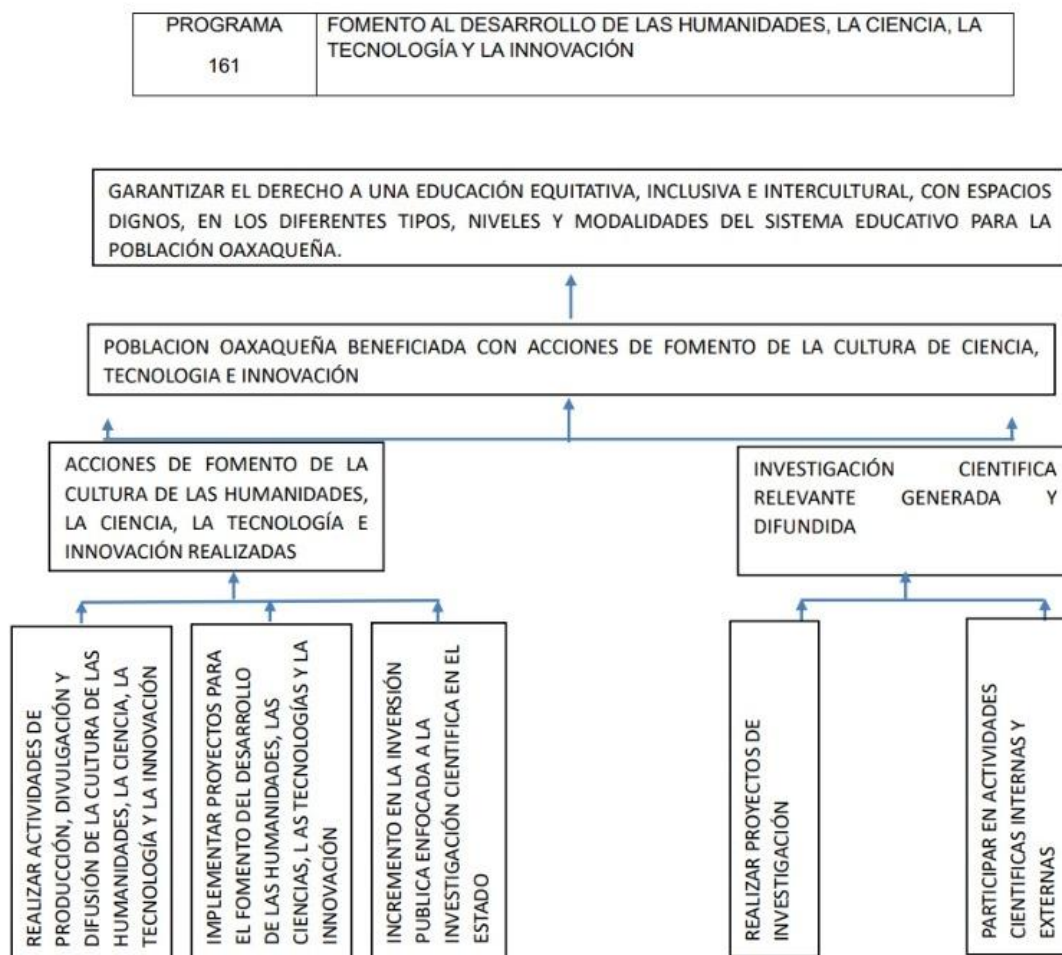 PROGRAMA
161
FOMENTO AL DESARROLLO DE LAS HUMANIDADES, LA CIENCIA, LA
TECNOLOGÍA Y LA INNOVACIÓN
GARANTIZAR EL DERECHO A UNA EDUCACIÓN EQUITATIVA, INCLUSIVA E INTERCULTURAL, CON ESPACIOS
DIGNOS, EN LOS DIFERENTES TIPOS, NIVELES Y MODALIDADES DEL SISTEMA EDUCATIVO PARA LA
POBLACIÓN OAXAQUEÑA.
POBLACION OAXAQUEÑA BENEFICIADA CON ACCIONES DE FOMENTO DE LA CULTURA DE CIENCIA,
TECNOLOGIA E INNOVACIÓN
ACCIONES DE FOMENTO DE LA
CULTURA DE LAS HUMANIDADES,
LA CIENCIA, LA TECNOLOGÍA E
INNOVACIÓN REALIZADAS
INVESTIGACIÓN CIENTIFICA
RELEVANTE GENERADA Y
DIFUNDIDA
REALIZAR ACTIVIDADES DE
PRODUCCIÓN, DIVULGACIÓN Y
DIFUSIÓN DE LA CULTURA DE LAS
HUMANIDADES, LA CIENCIA, LA
TECNOLOGÍA Y LA INNOVACIÓN
IMPLEMENTAR PROYECTOS PARA
EL FOMENTO DEL DESARROLLO
DE LAS HUMANIDADES, LAS
CIENCIAS, L AS TECNOLOGÍAS Y LA
INNOVACIÓN
INCREMENTO EN LA INVERSIÓN
PUBLICA ENFOCADA A LA
INVESTIGACIÓN CIENTIFICA EN EL
ESTADO
REALIZAR PROYECTOS DE
INVESTIGACIÓN
PARTICIPAR EN ACTIVIDADES
CIENTIFICAS INTERNAS Y
EXTERNAS